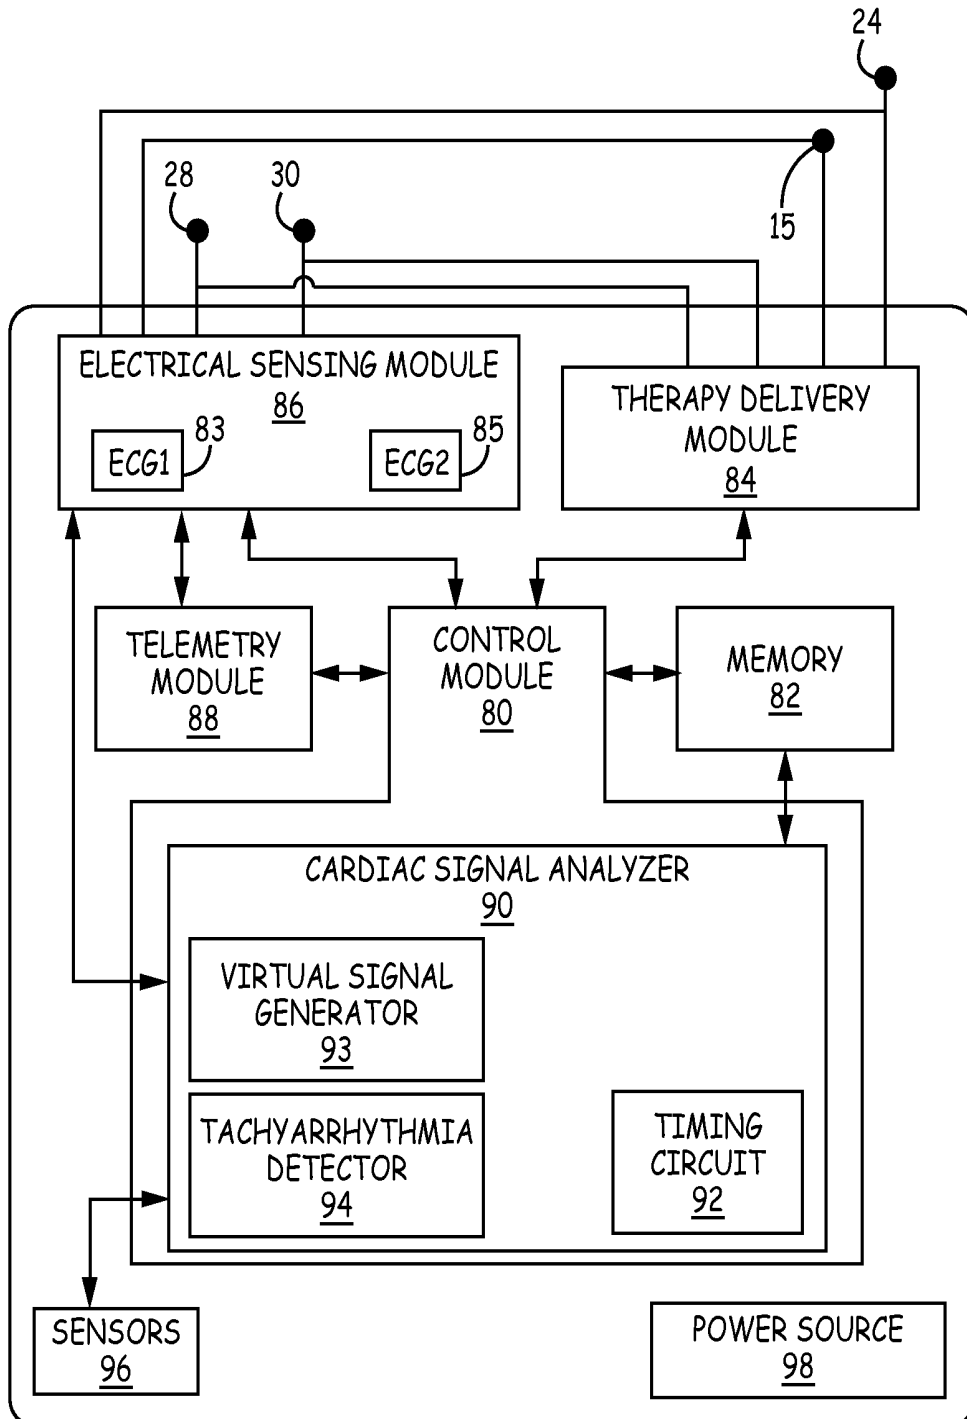 24
28
30
15
ELECTRICAL SENSING MODULE
86
83
85
ECG1
ECG2
THERAPY DELIVERY
MODULE
84
TELEMETRY
MODULE
88
CONTROL
MODULE
80
MEMORY
82
CARDIAC SIGNAL ANALYZER
90
VIRTUAL SIGNAL
GENERATOR
93
TACHYARRHYTHMIA
DETECTOR
94
TIMING
CIRCUIT
92
SENSORS
96
POWER SOURCE
98